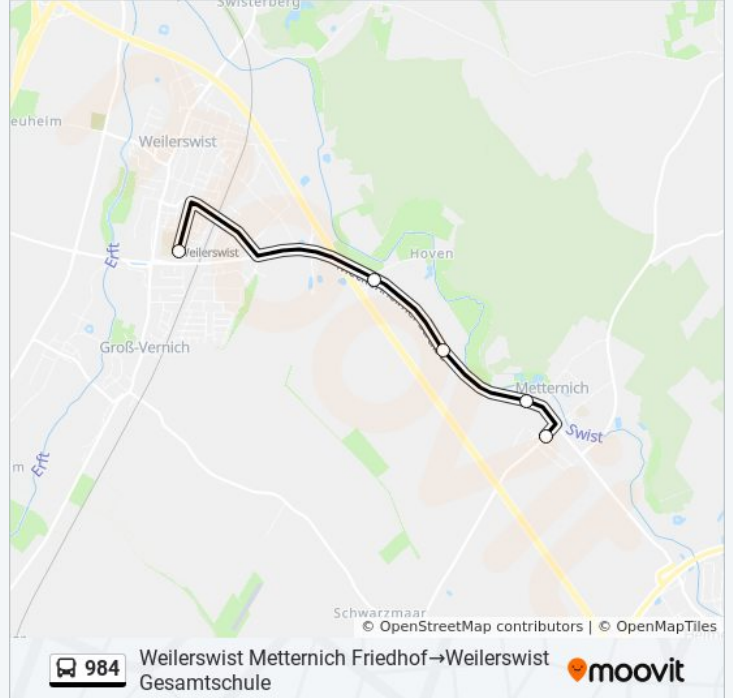 Swisterberg
euheim
Weilerswist
Hoven
Erft
Weilerswist
Groß-Vernich
Metternich
Swist
Erft
m
Schwarzmaar
© OpenStreetMap contributors | © OpenMapTiles
984
Weilerswist Metternich Friedhof→Weilerswist
Gesamtschule
moovit